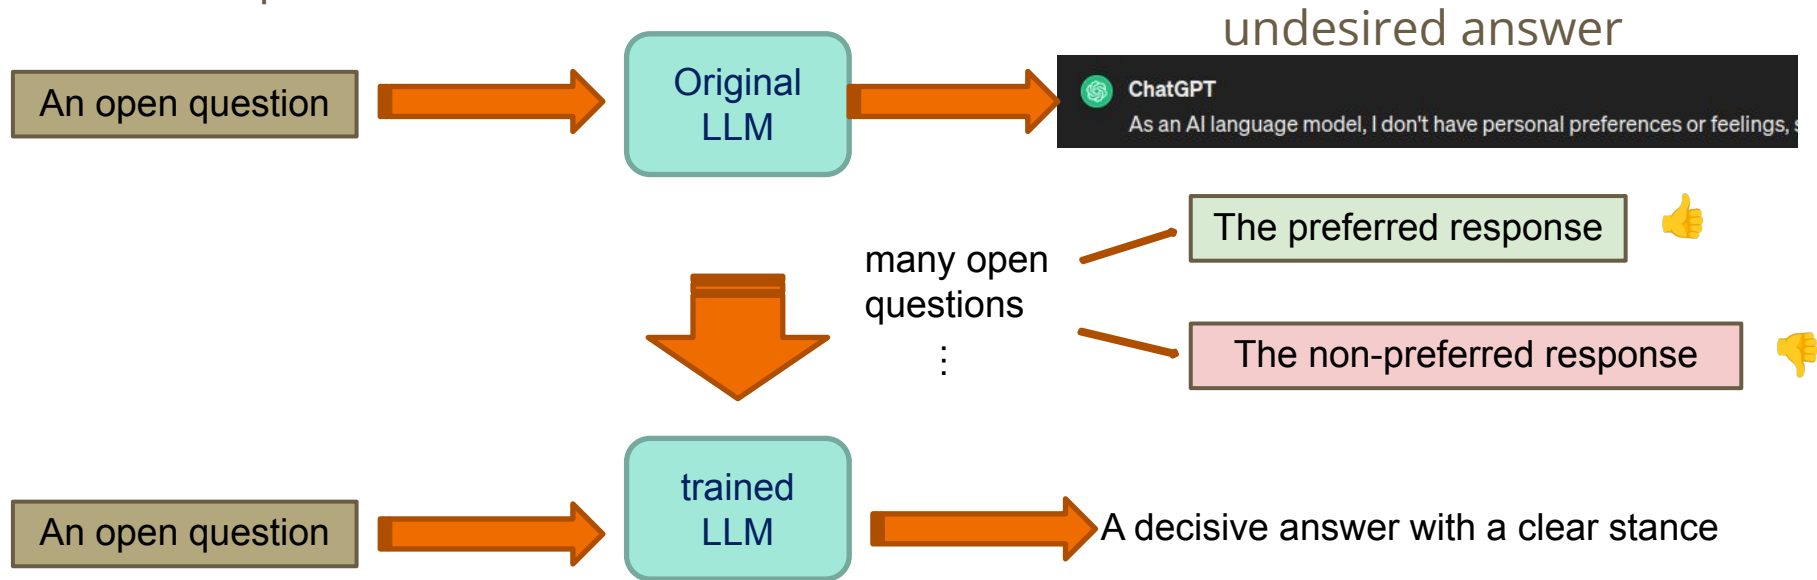 undesired answer
An open question
Original
LLM
ChatGPT
As an AI language model, I don't have personal preferences or feelings,
The preferred response
many open
questions
⋮
The non-preferred response
An open question
trained
LLM
A decisive answer with a clear stance